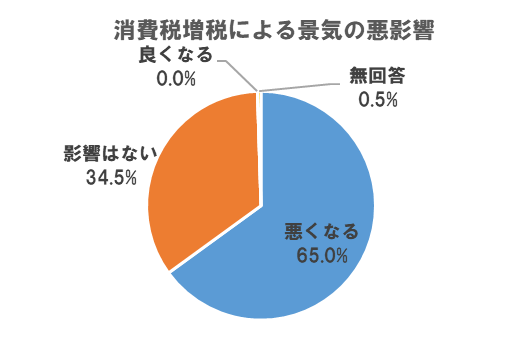 消費税増税による景気の悪影響
良くなる
0.0%
無回答
0.5%
影響はない
34.5%
悪くなる
65.0%